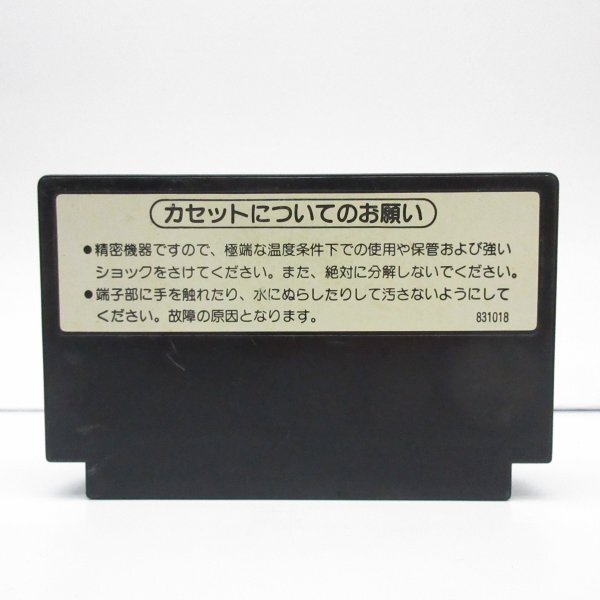 カセットについてのお願い
●精密機器ですので、極端な温度条件下での使用や保管および強い
ショックをさけてください。また、絶対に分解しないでください。
●端子部に手を触れたり、水にぬらしたりして汚さないようにして
ください。故障の原因となります。
831018